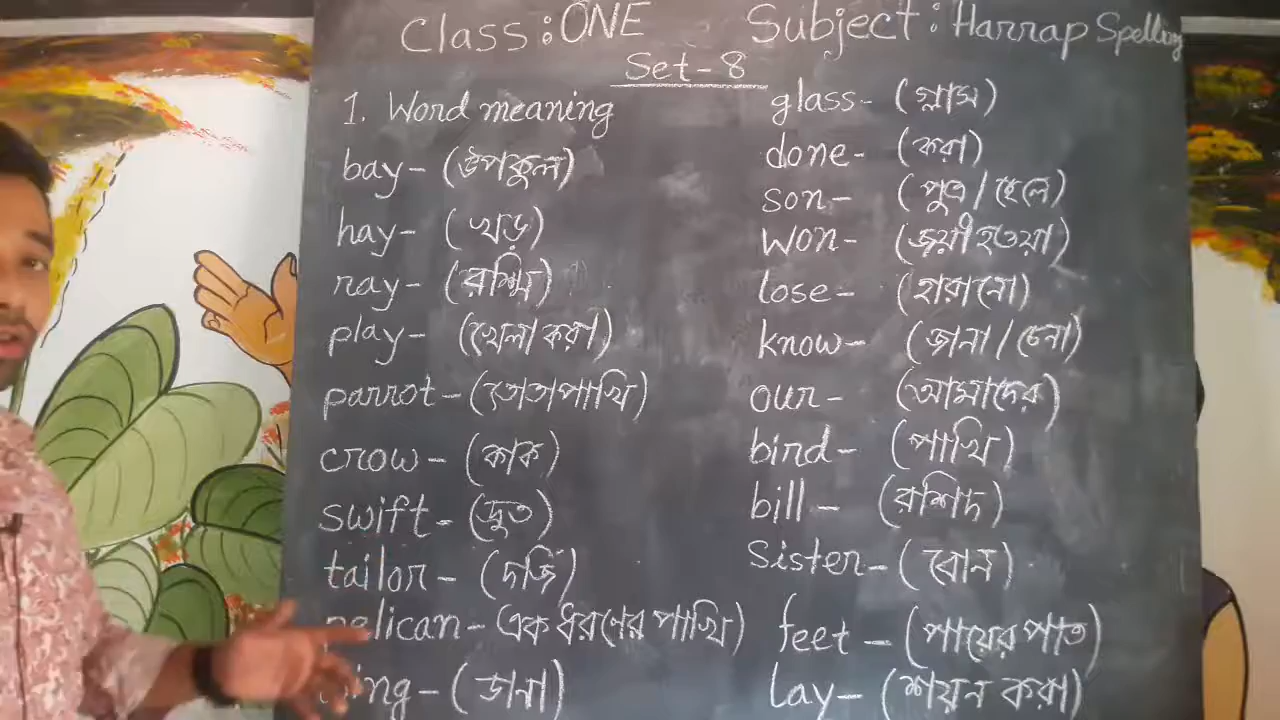 Class: ONE Subject: Harrap Spelling
Set-8
1. Word meaning
bay- (উপকুল)
hay- (খড়)
ray- (রশ্মি)
play- (খেলা করা)
parrot- (তোতাপাখি)
crow- (কাক)
swift- (দ্রুত)
tailor- (দর্জি)
pelican- এক ধরণের পাখি)
(ডানা)
glass- (গ্লাস)
done- (করা)
son- (পুত্র/ছেলে)
won- (জয়ী হওয়া)
lose- (হারানো)
know- (জানা/চেনা)
our- (আমাদের)
bird- (পাখি)
bill- (রশিদ)
Sister- (বোন)
feet- (পায়ের পাত)
Lay- (শয়ন করা)